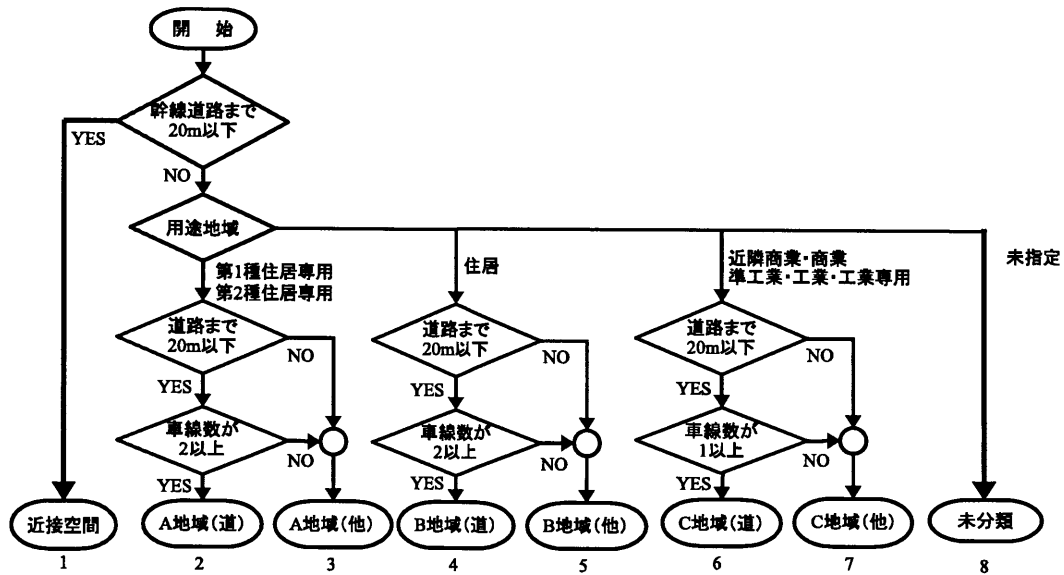 開　始
幹線道路まで
20m以下
YES
NO
用途地域
第1種住居専用
第2種住居専用
住居
近隣商業・商業
準工業・工業・工業専用
未指定
道路まで
20m以下
NO
YES
車線数が
2以上
NO
YES
道路まで
20m以下
NO
YES
車線数が
2以上
NO
YES
道路まで
20m以下
NO
YES
車線数が
1以上
NO
YES
近接空間
A地域(道)
A地域(他)
B地域(道)
B地域(他)
C地域(道)
C地域(他)
未分類
1
2
3
4
5
6
7
8